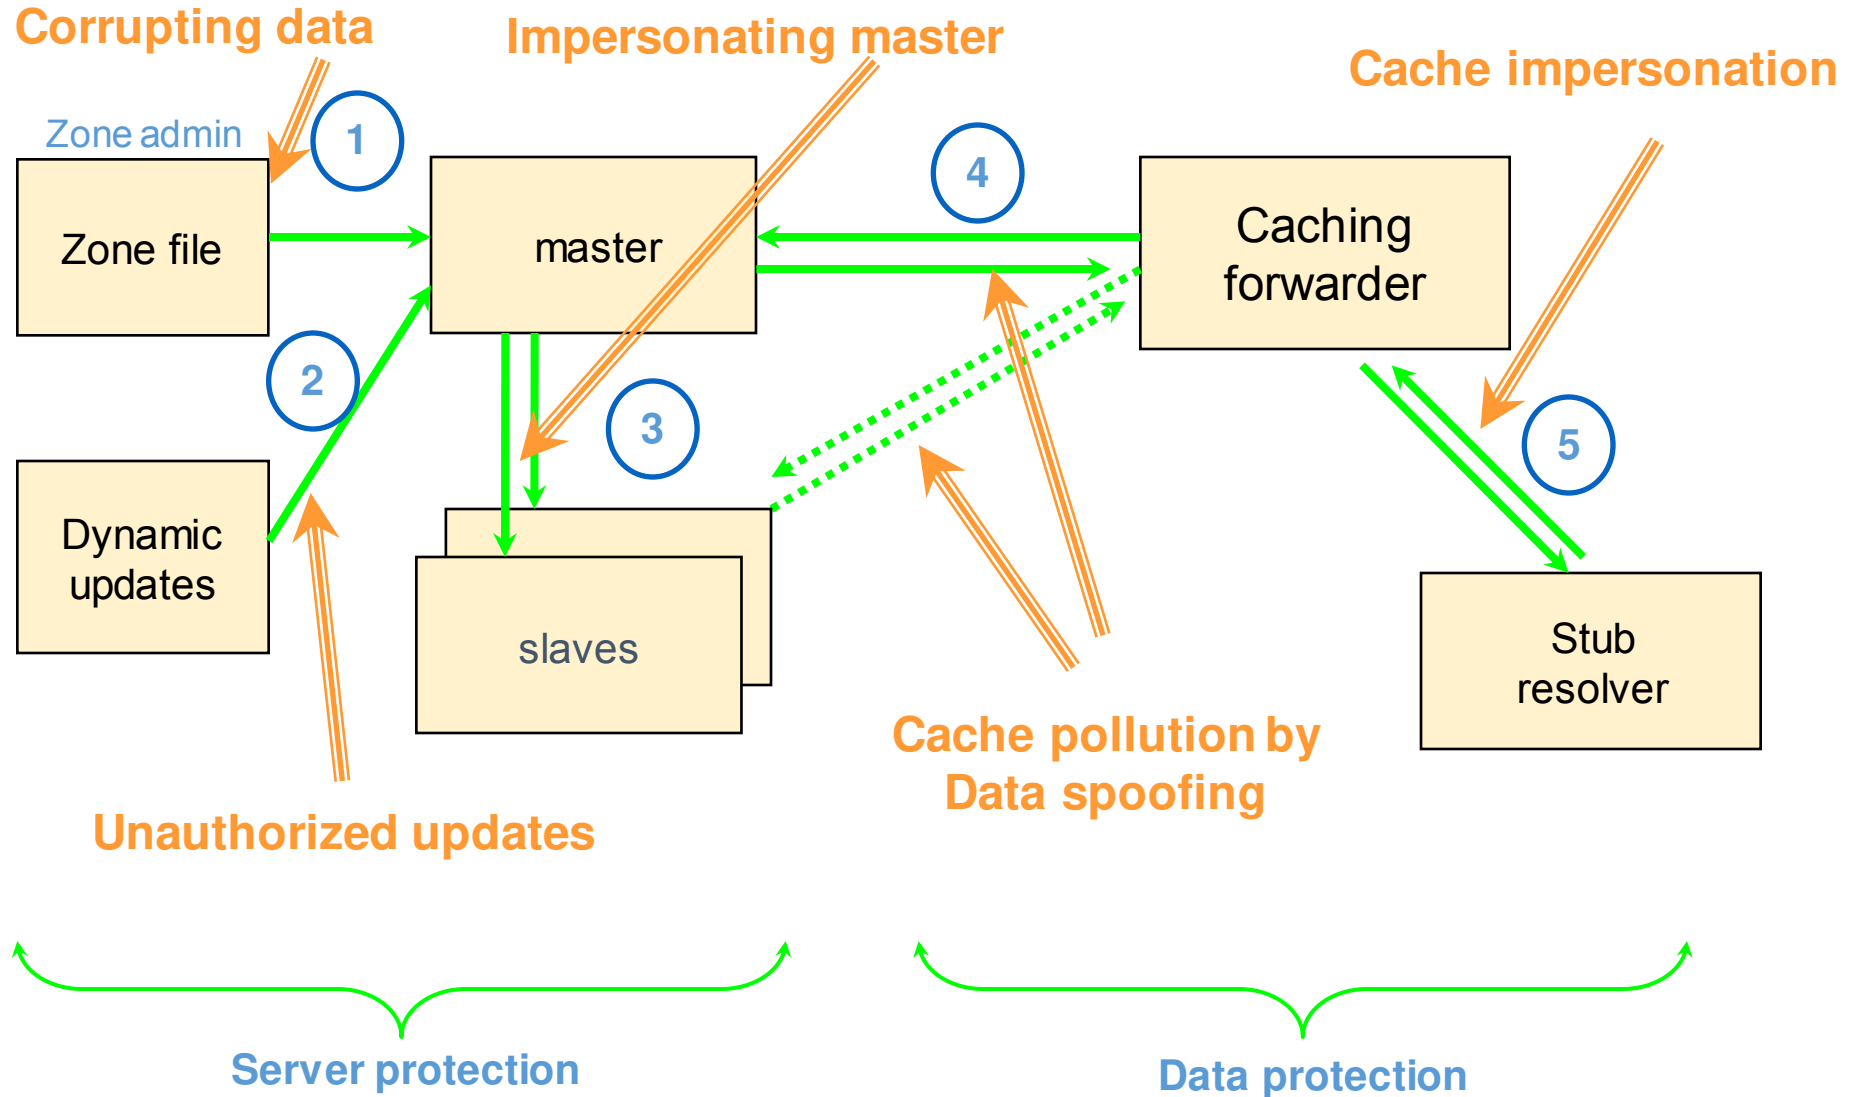 Corrupting data
Impersonating master
Cache impersonation
Zone admin
1
4
Zone file
master
Caching
forwarder
2
3
5
Dynamic
updates
slaves
Stub
resolver
Cache pollution by
Data spoofing
Unauthorized updates
Server protection
Data protection